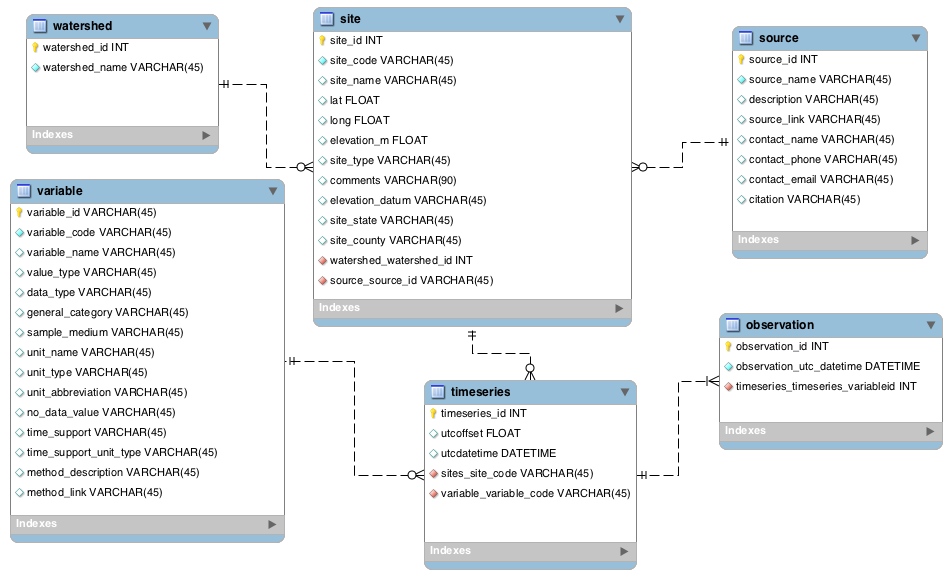 watershed
watershed_id INT
watershed_name VARCHAR(45)
Indexes
site
site_id INT
site_code VARCHAR(45)
site_name VARCHAR(45)
lat FLOAT
long FLOAT
elevation_m FLOAT
site_type VARCHAR(45)
comments VARCHAR(90)
elevation_datum VARCHAR(45)
site_state VARCHAR(45)
site_county VARCHAR(45)
watershed_watershed_id INT
source_source_id VARCHAR(45)
Indexes
source
source_id INT
source_name VARCHAR(45)
description VARCHAR(45)
source_link VARCHAR(45)
contact_name VARCHAR(45)
contact_phone VARCHAR(45)
contact_email VARCHAR(45)
citation VARCHAR(45)
Indexes
variable
variable_id VARCHAR(45)
variable_code VARCHAR(45)
variable_name VARCHAR(45)
value_type VARCHAR(45)
data_type VARCHAR(45)
general_category VARCHAR(45)
sample_medium VARCHAR(45)
unit_name VARCHAR(45)
unit_type VARCHAR(45)
unit_abbreviation VARCHAR(45)
no_data_value VARCHAR(45)
time_support VARCHAR(45)
time_support_unit_type VARCHAR(45)
method_description VARCHAR(45)
method_link VARCHAR(45)
Indexes
timeseries
timeseries_id INT
utcoffset FLOAT
utcdatetime DATETIME
sites_site_code VARCHAR(45)
variable_variable_code VARCHAR(45)
Indexes
observation
observation_id INT
observation_utc_datetime DATETIME
timeseries_timeseries_variableid INT
Indexes